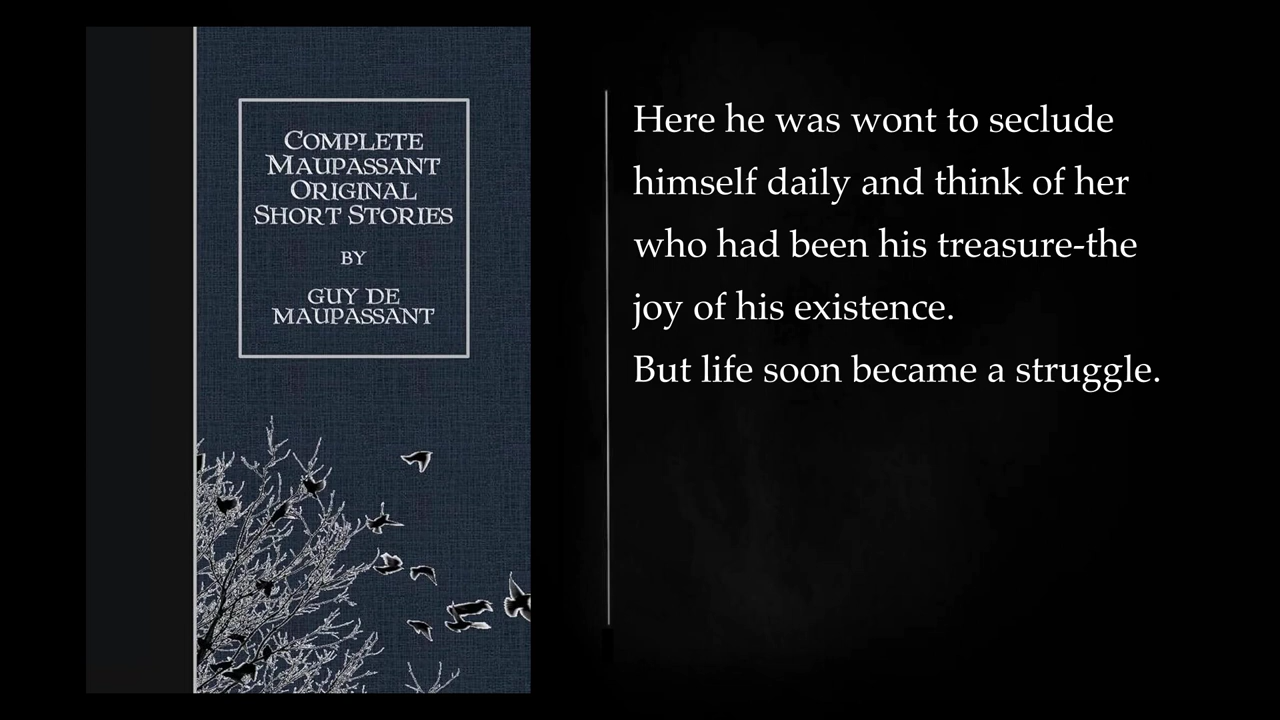 COMPLETE
MAUPASSANT
ORIGINAL
SHORT STORIES
BY
GUY DE
MAUPASSANT
Here he was wont to seclude
himself daily and think of her
who had been his treasure-the
joy of his existence.
But life soon became a struggle.